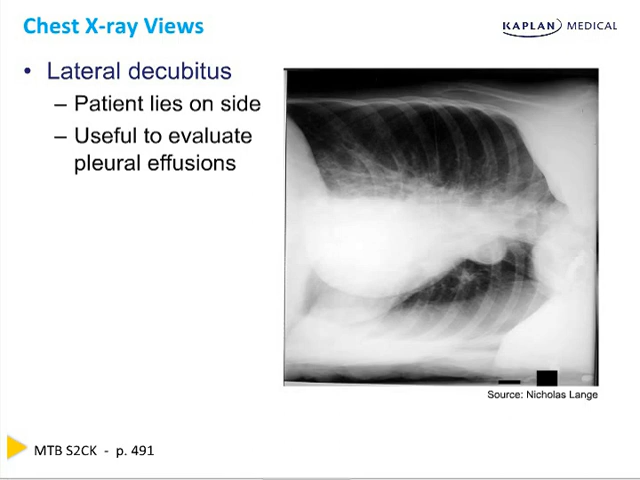 Chest X-ray Views
KAPLAN MEDICAL
• Lateral decubitus
– Patient lies on side
– Useful to evaluate
pleural effusions
Source: Nicholas Lange
MTB S2CK - p. 491